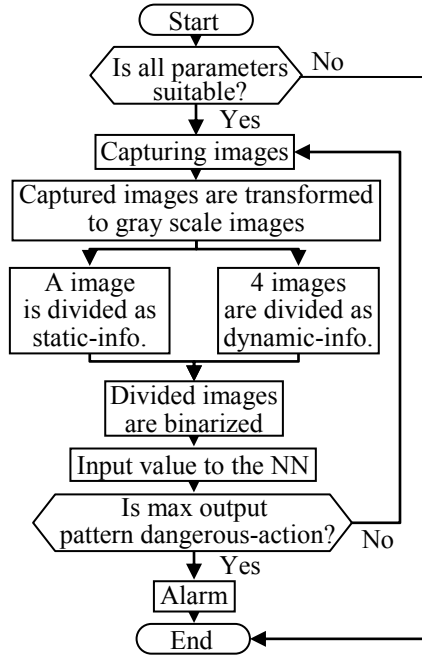 Start
Is all parameters
suitable?
No
Yes
Capturing images
Captured images are transformed
to gray scale images
A image
is divided as
static-info.
4 images
are divided as
dynamic-info.
Divided images
are binarized
Input value to the NN
Is max output
pattern dangerous-action?
No
Yes
Alarm
End